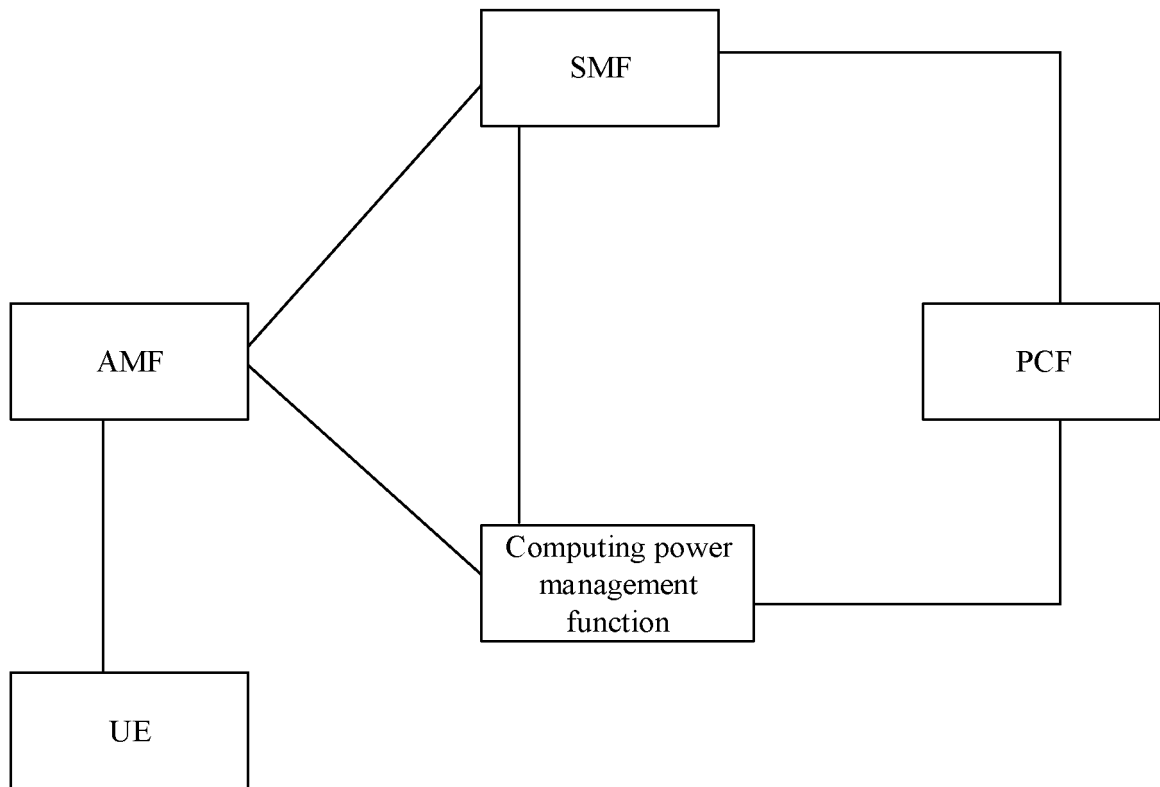 SMF
AMF
PCF
Computing power
management
function
UE